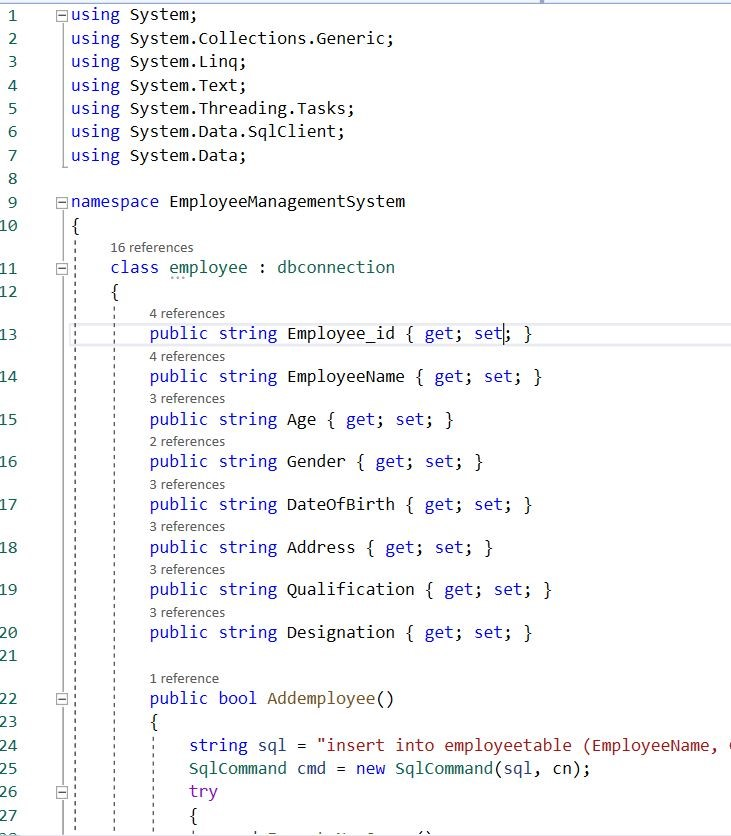 1 using System;
2 using System.Collections.Generic;
3 using System.Linq;
4 using System.Text;
5 using System.Threading.Tasks;
6 using System.Data.SqlClient;
7 using System.Data;
8
9 namespace EmployeeManagementSystem
10 {
16 references
11 class employee : dbconnection
12 {
4 references
13 public string Employee_id { get; set; }
4 references
14 public string EmployeeName { get; set; }
3 references
15 public string Age { get; set; }
2 references
16 public string Gender { get; set; }
3 references
17 public string DateOfBirth { get; set; }
3 references
18 public string Address { get; set; }
3 references
19 public string Qualification { get; set; }
3 references
20 public string Designation { get; set; }
21
1 reference
22 public bool Addemployee()
23 {
24 string sql = "insert into employeetable (EmployeeName,
25 SqlCommand cmd = new SqlCommand(sql, cn);
26 try
27 {